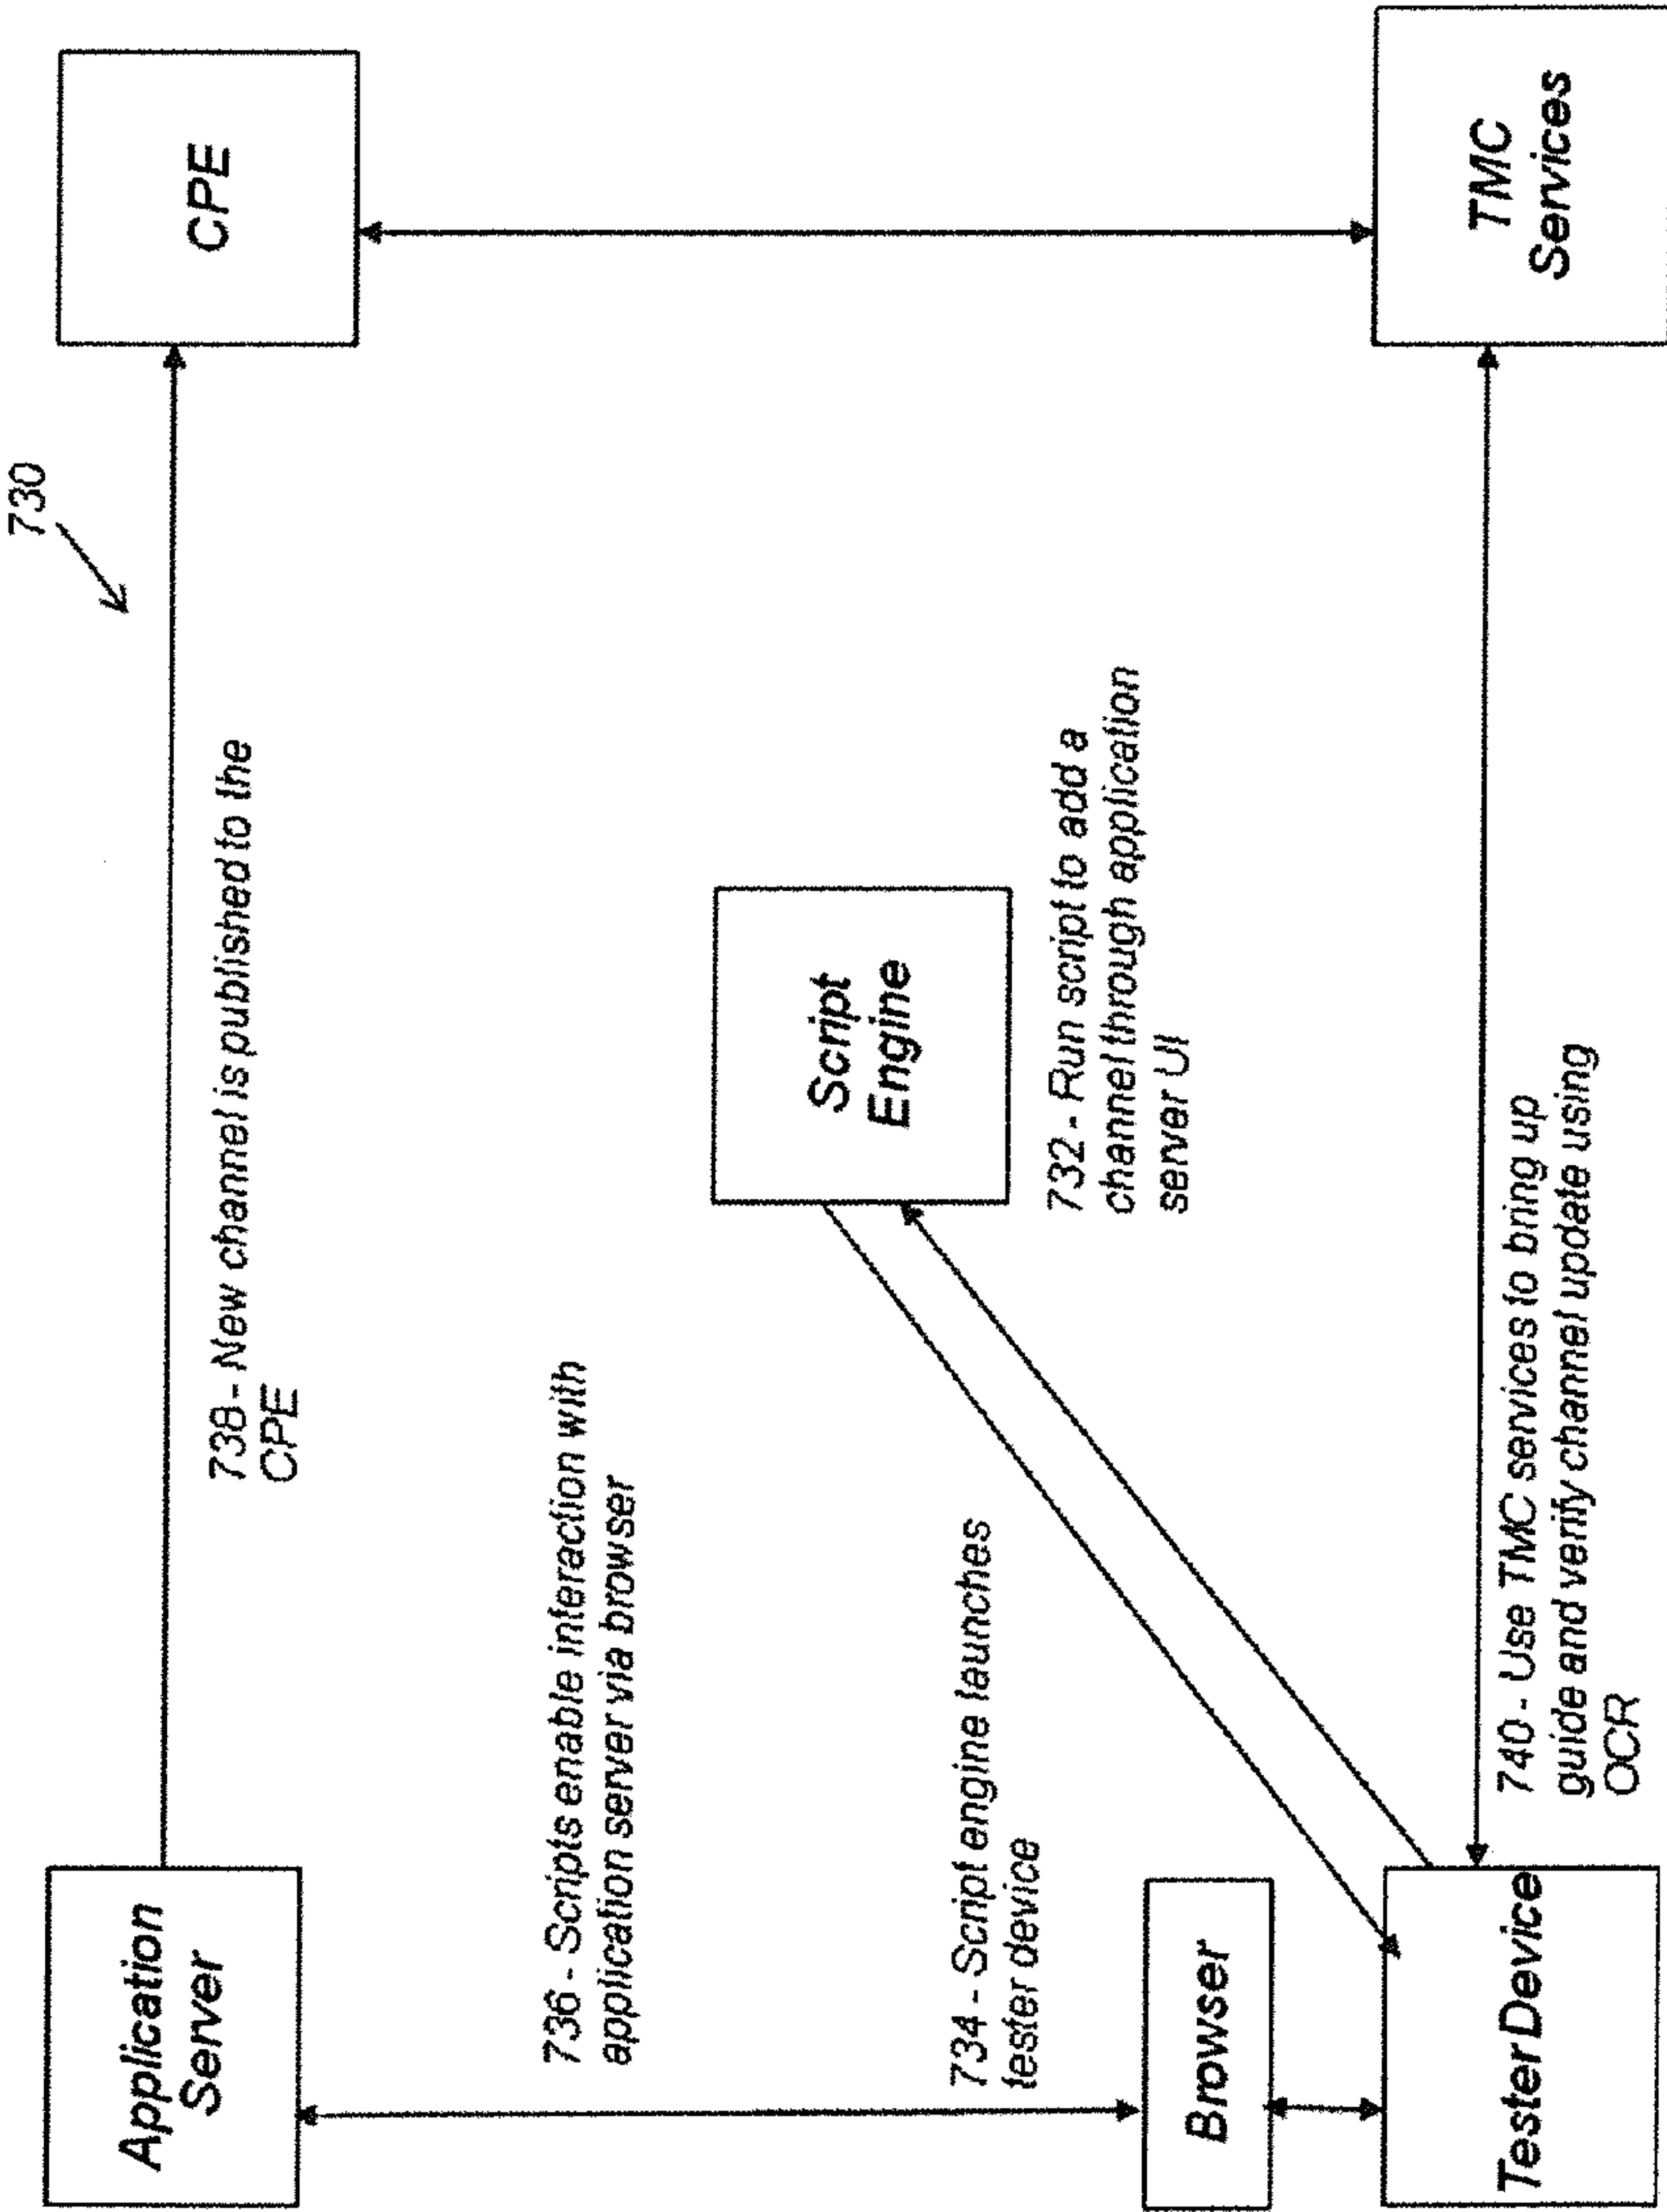 730
Application
Server
CPE
738 - New channel is published to the
CPE
736 - Scripts enable interaction with
application server via browser
Script
Engine
734 - Script engine launches
tester device
732 - Run script to add a
channel through application
server UI
Browser
Tester Device
TMC
Services
740 - Use TMC services to bring up
guide and verify channel update using
OCR